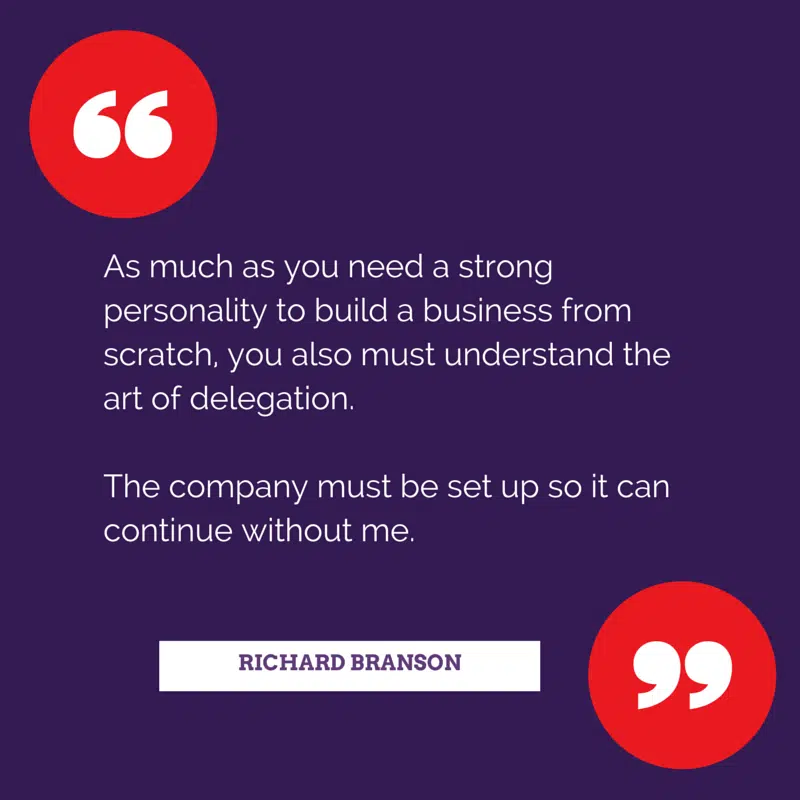 “
As much as you need a strong
personality to build a business from
scratch, you also must understand the
art of delegation.
The company must be set up so it can
continue without me.
RICHARD BRANSON
”